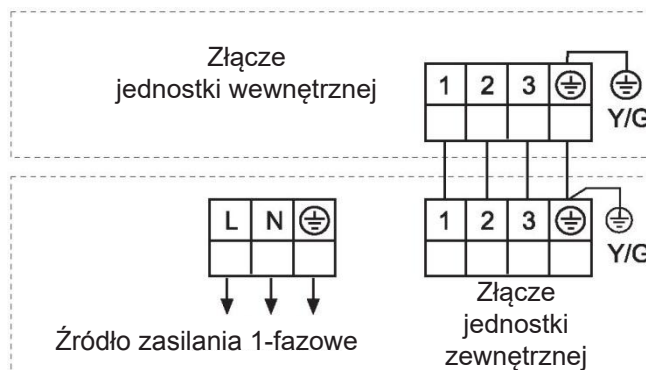 Złącze
jednostki wewnętrznej
1 2 3
Y/G
L N
1 2 3
Y/G
Źródło zasilania 1-fazowe
Złącze
jednostki
zewnętrznej